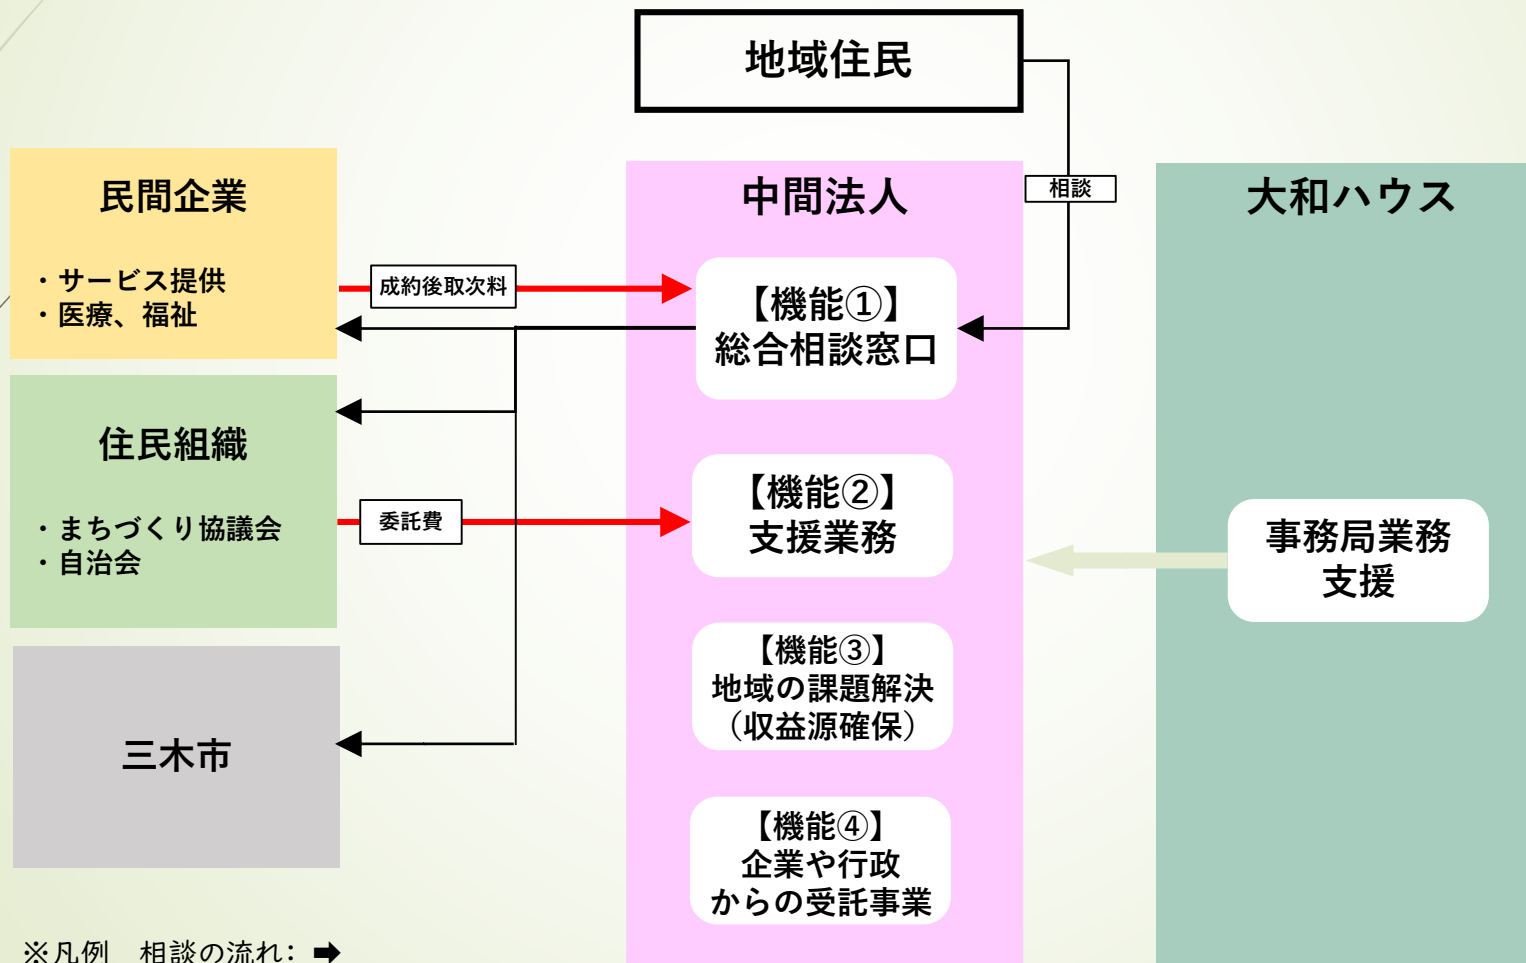 地域住民
相談
民間企業
・サービス提供
・医療、福祉
成約後取次料
住民組織
・まちづくり協議会
・自治会
委託費
三木市
中間法人
【機能①】
総合相談窓口
【機能②】
支援業務
【機能③】
地域の課題解決
（収益源確保）
【機能④】
企業や行政
からの受託事業
大和ハウス
事務局業務
支援
※凡例　相談の流れ：➡